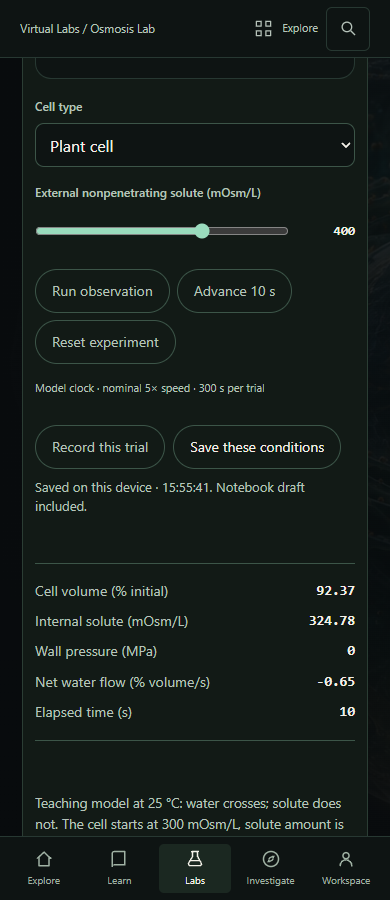 Virtual Labs / Osmosis Lab
Explore
Cell type
Plant cell
External nonpenetrating solute (mOsm/L)
400
Run observation
Advance 10 s
Reset experiment
Model clock · nominal 5× speed · 300 s per trial
Record this trial
Save these conditions
Saved on this device · 15:55:41. Notebook draft
included.
Cell volume (% initial) 92.37
Internal solute (mOsm/L) 324.78
Wall pressure (MPa) 0
Net water flow (% volume/s) -0.65
Elapsed time (s) 10
Teaching model at 25 °C: water crosses; solute does
not. The cell starts at 300 mOsm/L, solute amount is
Explore
Learn
Labs
Investigate
Workspace